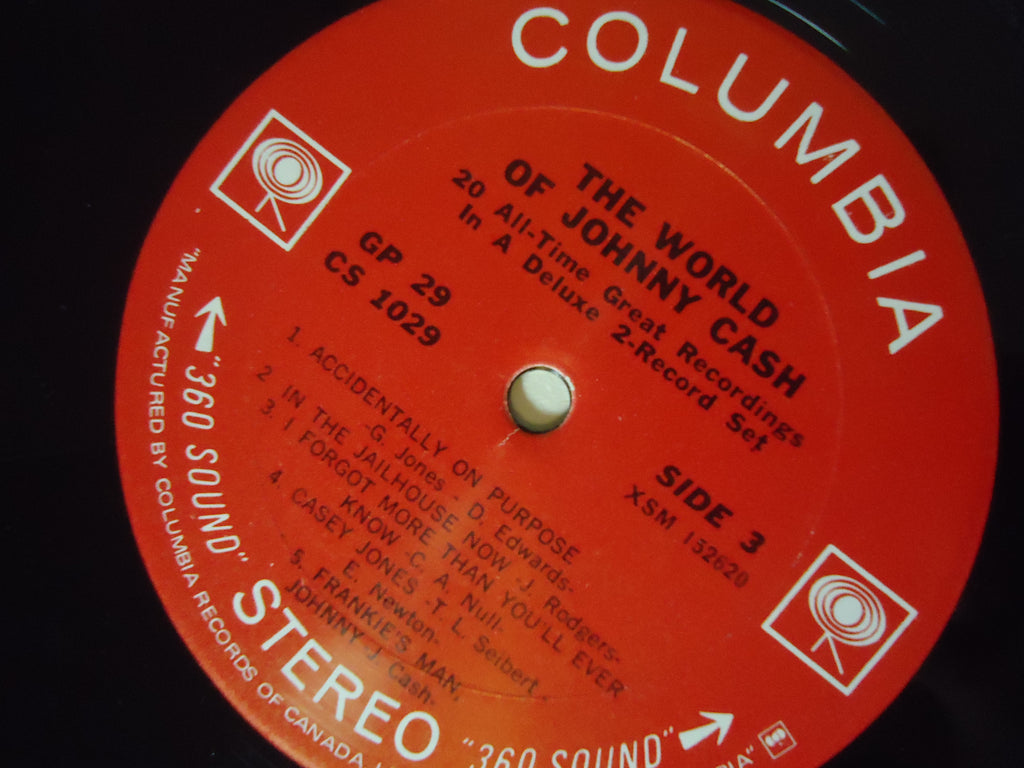 COLUMBIA
THE WORLD
OF JOHNNY CASH
20 All-Time Great Recordings
In A Deluxe 2-Record Set
GP 29
CS 1029
SIDE 3
XSM 152620
1. ACCIDENTALLY ON PURPOSE
-G. Jones - D. Edwards-
2 IN THE JAILHOUSE NOW -J. Rodgers-
3. I FORGOT MORE THAN YOU'LL EVER
KNOW -C. A. Null-
4. CASEY JONES -T. L. Seibert -
E. Newton-
5. FRANKIE'S MAN,
JOHNNY -J. Cash-
"360 SOUND"
STEREO
"360 SOUND"
"MANUFACTURED BY COLUMBIA RECORDS OF CANADA,